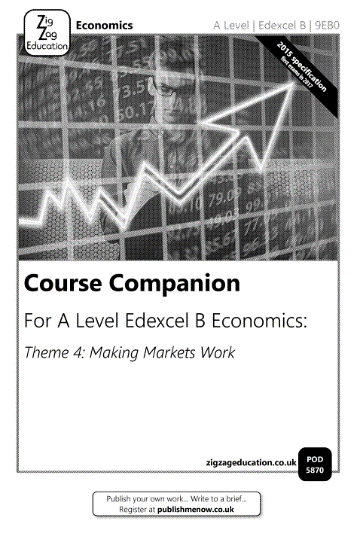 Zig
Zag
Education
Economics
A Level | Edexcel B | 9EB0
2015 specification
first exams in 2017
Course Companion
For A Level Edexcel B Economics:
Theme 4: Making Markets Work
zigzageducation.co.uk
POD
5870
Publish your own work... Write to a brief...
Register at publishmenow.co.uk